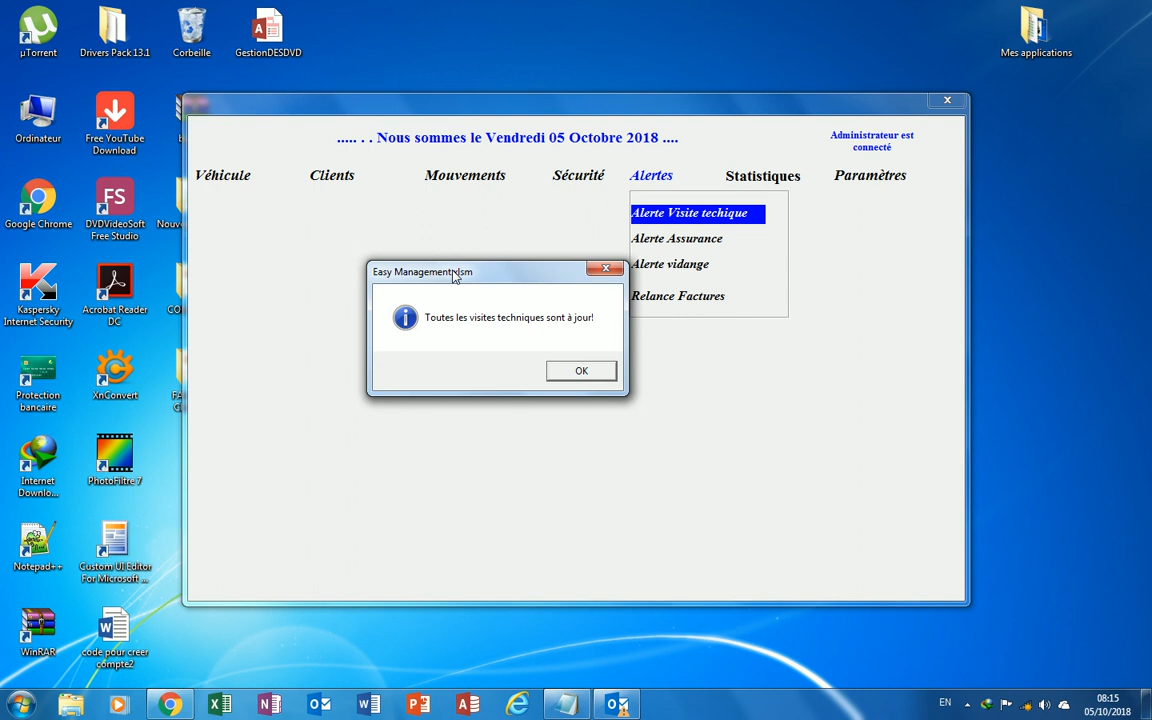 µTorrent
Drivers Pack 13.1
Corbeille
GestionDESDVD
Mes applications
Ordinateur
Free YouTube
Download
Google Chrome
DVDVideoSoft
Free Studio
Nouv
Kaspersky
Internet Security
Acrobat Reader
DC
CO
Protection
bancaire
XnConvert
FA
C
Internet
Downlo...
PhotoFiltre 7
Notepad++
Custom UI Editor
For Microsoft ...
WinRAR
code pour creer
compte2
..... . . Nous sommes le Vendredi 05 Octobre 2018 ....
Administrateur est
connecté
Véhicule
Clients
Mouvements
Sécurité
Alertes
Statistiques
Paramètres
Alerte Visite techique
Alerte Assurance
Alerte vidange
Relance Factures
Easy Management
Toutes les visites techniques sont à jour!
OK
EN
08:15
05/10/2018